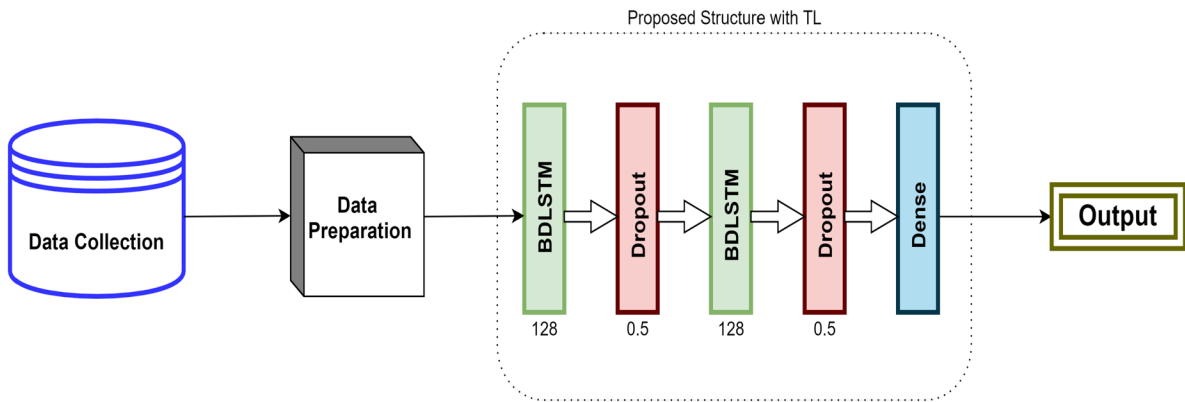 Proposed Structure with TL
Data Collection
Data
Preparation
BDLSTM
Dropout
BDLSTM
Dropout
Dense
Output
128
0.5
128
0.5